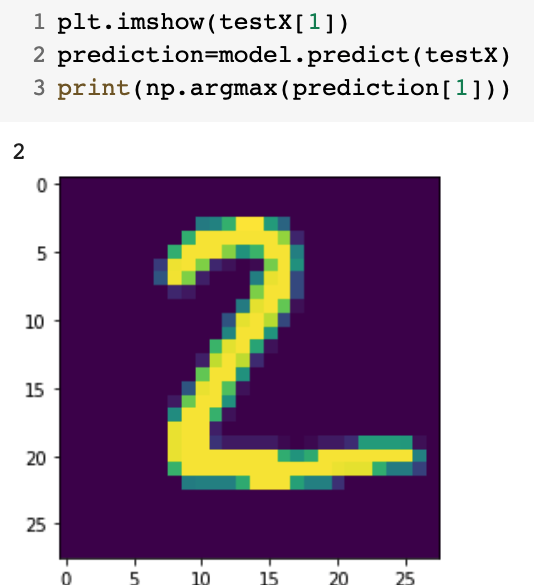 1 plt.imshow(testX[1])
2 prediction=model.predict(testX)
3 print(np.argmax(prediction[1]))
2
0
5
10
15
20
25
2
0 5 10 15 20 25